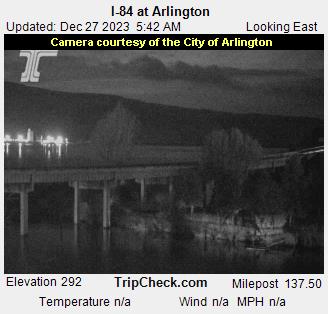 I-84 at Arlington
Updated: Dec 27 2023 5:42 AM Looking East
Camera courtesy of the City of Arlington
Elevation 292 TripCheck.com Milepost 137.50
Temperature n/a Wind n/a MPH n/a